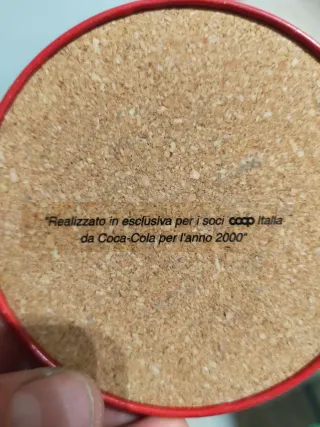 "Realizzato in esclusiva per i soci coop Italia
da Coca-Cola per l'anno 2000"